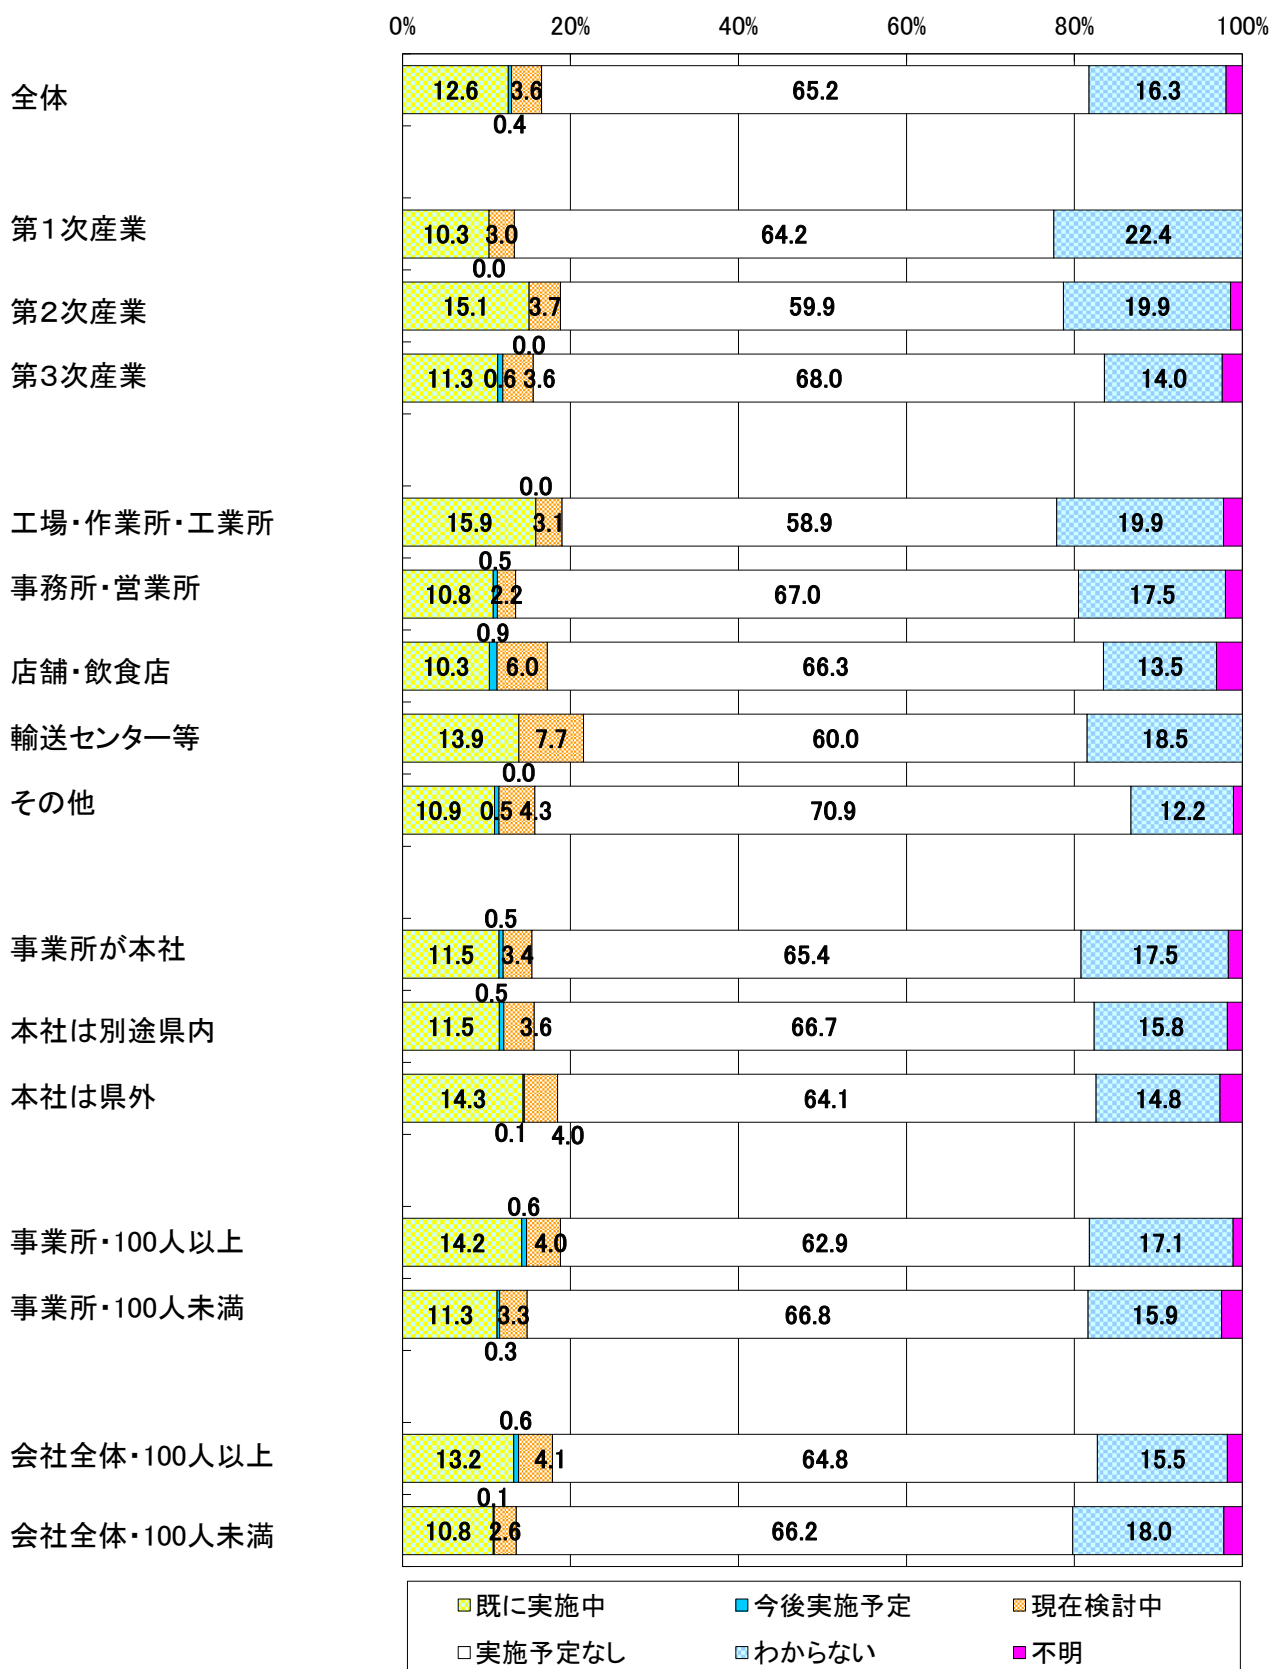 0% 20% 40% 60% 80% 100%
全体 12.6 3.6 65.2 16.3
0.4
第1次産業 10.3 3.0 64.2 22.4
0.0
第2次産業 15.1 3.7 59.9 19.9
0.0
第3次産業 11.3 0.6 3.6 68.0 14.0
0.0
工場・作業所・工業所 15.9 3.1 58.9 19.9
0.5
事務所・営業所 10.8 2.2 67.0 17.5
0.9
店舗・飲食店 10.3 6.0 66.3 13.5
輸送センター等 13.9 7.7 60.0 18.5
0.0
その他 10.9 0.5 4.3 70.9 12.2
0.5
事業所が本社 11.5 3.4 65.4 17.5
0.5
本社は別途県内 11.5 3.6 66.7 15.8
本社は県外 14.3 64.1 14.8
0.1 4.0
0.6
事業所・100人以上 14.2 4.0 62.9 17.1
事業所・100人未満 11.3 3.3 66.8 15.9
0.3
0.6
会社全体・100人以上 13.2 4.1 64.8 15.5
0.1
会社全体・100人未満 10.8 2.6 66.2 18.0
既に実施中 今後実施予定 現在検討中
実施予定なし わからない 不明